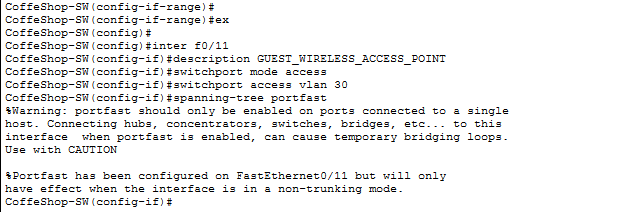 CoffeShop-SW(config-if-range)#
CoffeShop-SW(config-if-range)#ex
CoffeShop-SW(config)#
CoffeShop-SW(config)#inter f0/11
CoffeShop-SW(config-if)#description GUEST_WIRELESS_ACCESS_POINT
CoffeShop-SW(config-if)#switchport mode access
CoffeShop-SW(config-if)#switchport access vlan 30
CoffeShop-SW(config-if)#spanning-tree portfast
%Warning: portfast should only be enabled on ports connected to a single
host. Connecting hubs, concentrators, switches, bridges, etc... to this
interface  when portfast is enabled, can cause temporary bridging loops.
Use with CAUTION

%Portfast has been configured on FastEthernet0/11 but will only
have effect when the interface is in a non-trunking mode.
CoffeShop-SW(config-if)#